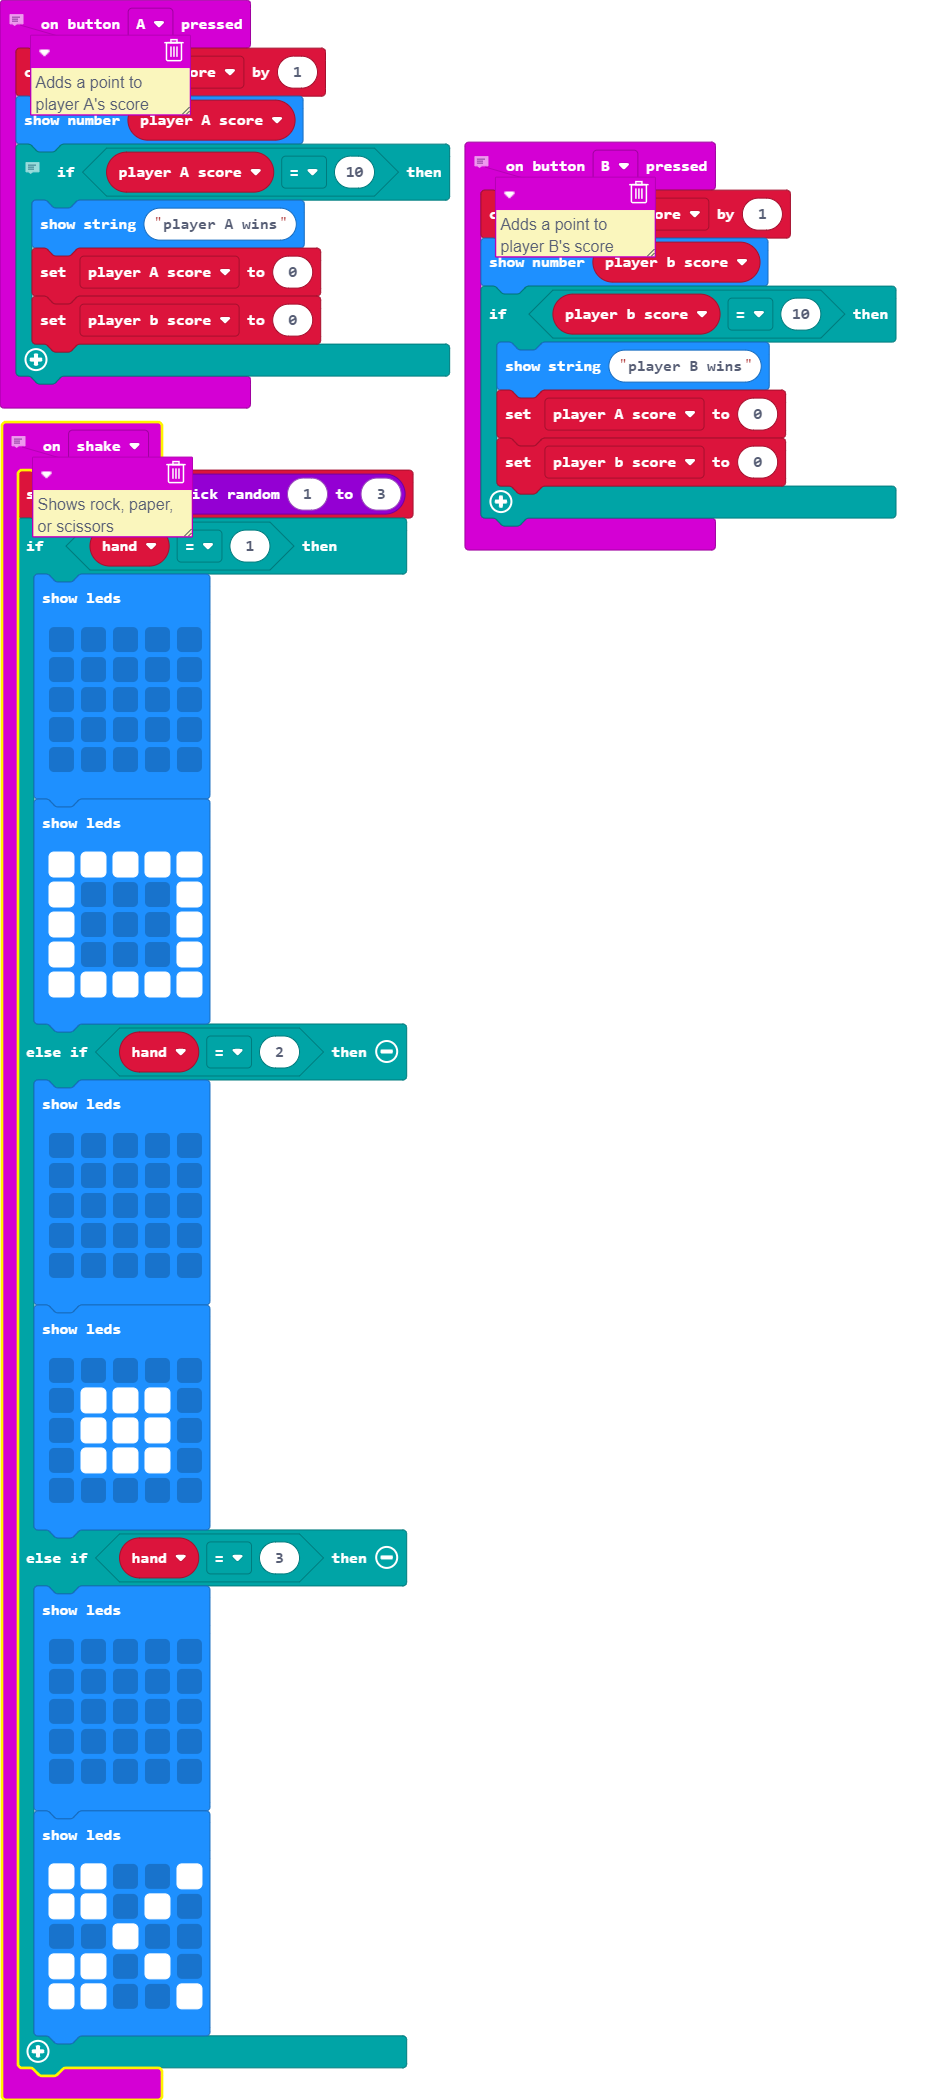 on button A pressed
Adds a point to
player A's score
ore by 1
show number player A score
if player A score = 10 then
show string "player A wins"
set player A score to 0
set player b score to 0
on button B pressed
Adds a point to
player B's score
ore by 1
show number player b score
if player b score = 10 then
show string "player B wins"
set player A score to 0
set player b score to 0
on shake
Shows rock, paper,
or scissors
ick random 1 to 3
if hand = 1 then
show leds
show leds
else if hand = 2 then
show leds
show leds
else if hand = 3 then
show leds
show leds